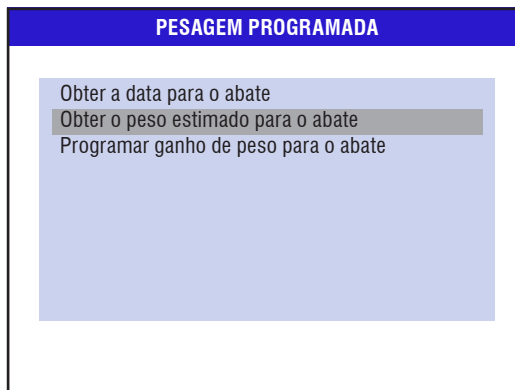 PESAGEM PROGRAMADA
Obter a data para o abate
Obter o peso estimado para o abate
Programar ganho de peso para o abate